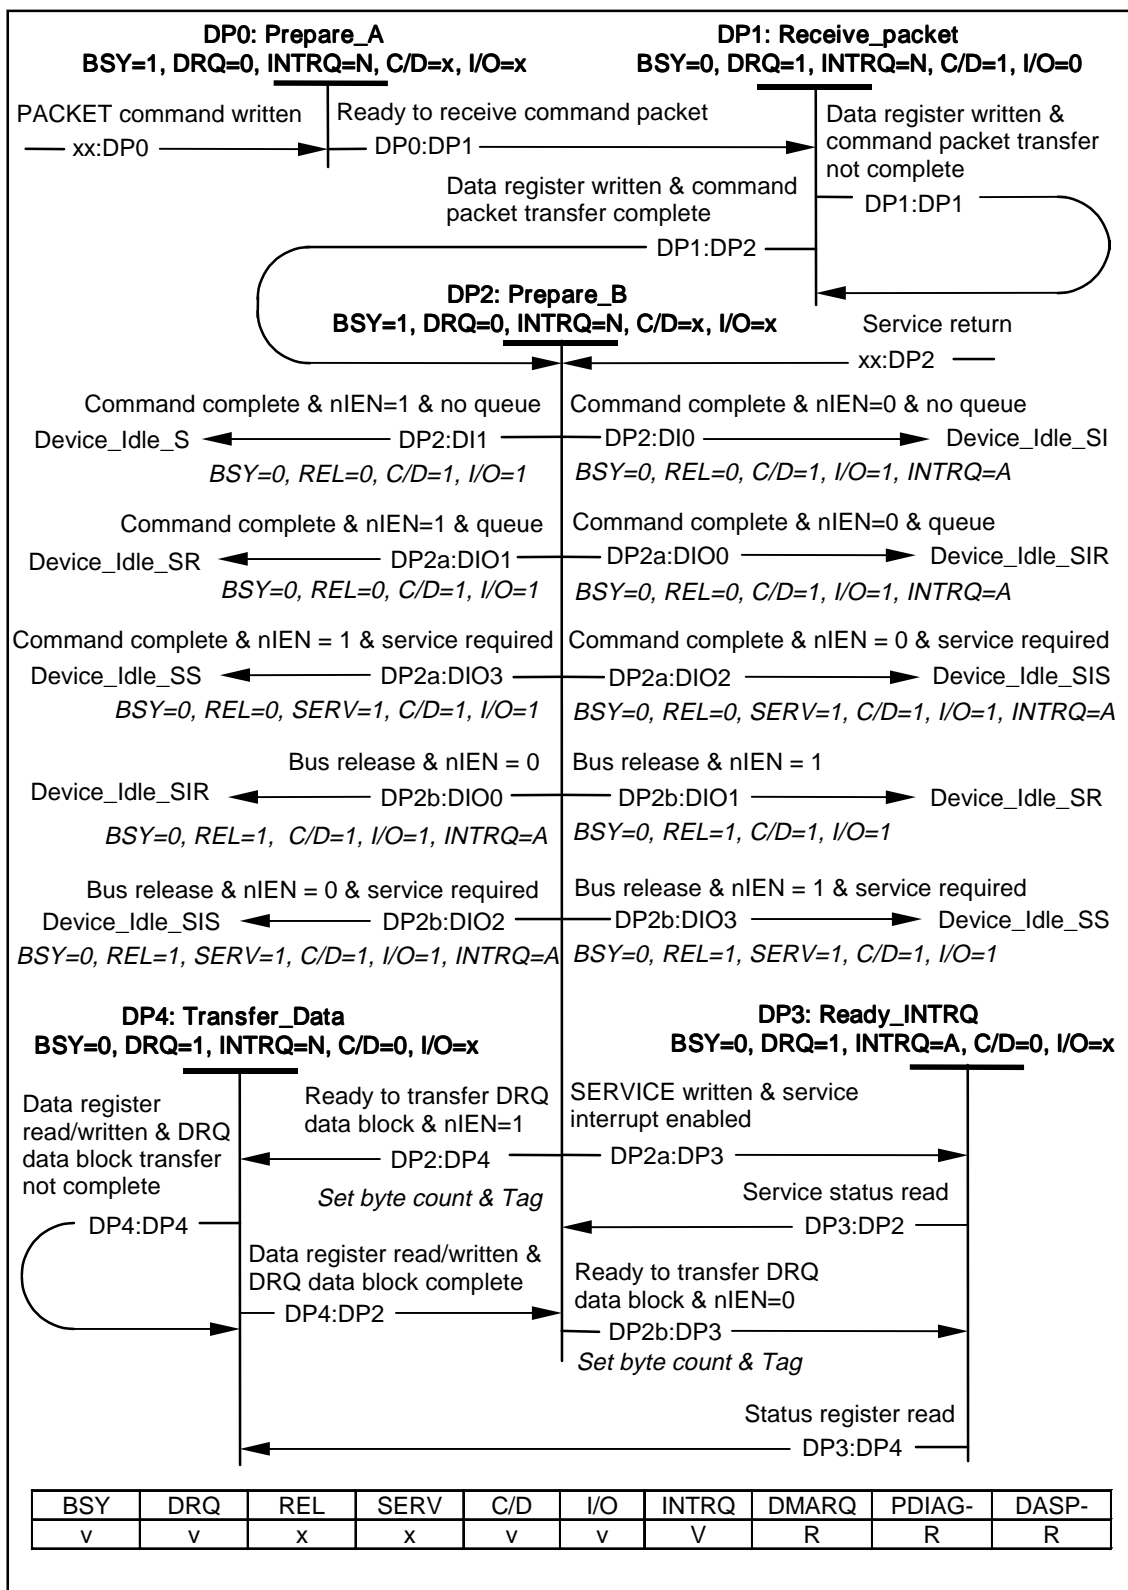 DP0: Prepare_A
BSY=1, DRQ=0, INTRQ=N, C/D=x, I/O=x
DP1: Receive_packet
BSY=0, DRQ=1, INTRQ=N, C/D=1, I/O=0
PACKET command written
xx:DP0
Ready to receive command packet
DP0:DP1
Data register written &
command packet transfer
not complete
DP1:DP1
Data register written & command
packet transfer complete
DP1:DP2
DP2: Prepare_B
BSY=1, DRQ=0, INTRQ=N, C/D=x, I/O=x
Service return
xx:DP2
Command complete & nIEN=1 & no queue
Device_Idle_S
DP2:DI1
BSY=0, REL=0, C/D=1, I/O=1
Command complete & nIEN=0 & no queue
DP2:DI0
Device_Idle_SI
BSY=0, REL=0, C/D=1, I/O=1, INTRQ=A
Command complete & nIEN=1 & queue
Device_Idle_SR
DP2a:DIO1
BSY=0, REL=0, C/D=1, I/O=1
Command complete & nIEN=0 & queue
DP2a:DIO0
Device_Idle_SIR
BSY=0, REL=0, C/D=1, I/O=1, INTRQ=A
Command complete & nIEN = 1 & service required
Device_Idle_SS
DP2a:DIO3
BSY=0, REL=0, SERV=1, C/D=1, I/O=1
Command complete & nIEN = 0 & service required
DP2a:DIO2
Device_Idle_SIS
BSY=0, REL=0, SERV=1, C/D=1, I/O=1, INTRQ=A
Bus release & nIEN = 0
Device_Idle_SIR
DP2b:DIO0
BSY=0, REL=1, C/D=1, I/O=1, INTRQ=A
Bus release & nIEN = 1
DP2b:DIO1
Device_Idle_SR
BSY=0, REL=1, C/D=1, I/O=1
Bus release & nIEN = 0 & service required
Device_Idle_SIS
DP2b:DIO2
BSY=0, REL=1, SERV=1, C/D=1, I/O=1, INTRQ=A
Bus release & nIEN = 1 & service required
DP2b:DIO3
Device_Idle_SS
BSY=0, REL=1, SERV=1, C/D=1, I/O=1
DP4: Transfer_Data
BSY=0, DRQ=1, INTRQ=N, C/D=0, I/O=x
DP3: Ready_INTRQ
BSY=0, DRQ=1, INTRQ=A, C/D=0, I/O=x
Data register
read/written & DRQ
data block transfer
not complete
DP4:DP4
Ready to transfer DRQ
data block & nIEN=1
DP2:DP4
Set byte count & Tag
SERVICE written & service
interrupt enabled
DP2a:DP3
Service status read
DP3:DP2
Data register read/written &
DRQ data block complete
DP4:DP2
Ready to transfer DRQ
data block & nIEN=0
DP2b:DP3
Set byte count & Tag
Status register read
DP3:DP4
BSY DRQ REL SERV C/D I/O INTRQ DMARQ PDIAG- DASP-
v v x x v v V R R R